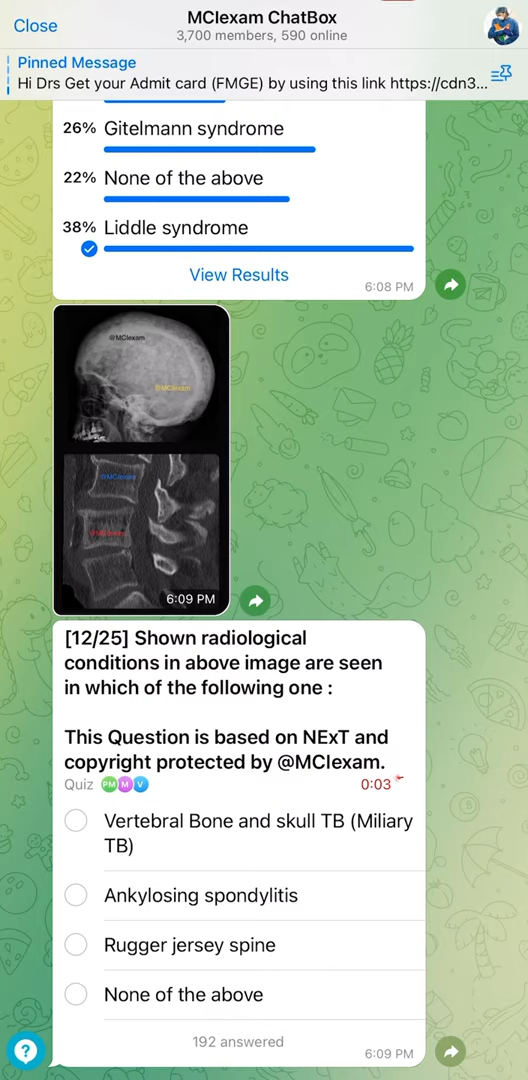 Close
MCIexam ChatBox
3,700 members, 590 online
Pinned Message
Hi Drs Get your Admit card (FMGE) by using this link https://cdn3...
26% Gitelmann syndrome
22% None of the above
38% Liddle syndrome
View Results
6:08 PM
@MCIexam
@MCIexam
@MCIexam
@MCIexam
6:09 PM
[12/25] Shown radiological
conditions in above image are seen
in which of the following one :
This Question is based on NExT and
copyright protected by @MCIexam.
Quiz PM M V 0:03
Vertebral Bone and skull TB (Miliary
TB)
Ankylosing spondylitis
Rugger jersey spine
None of the above
192 answered
6:09 PM
?